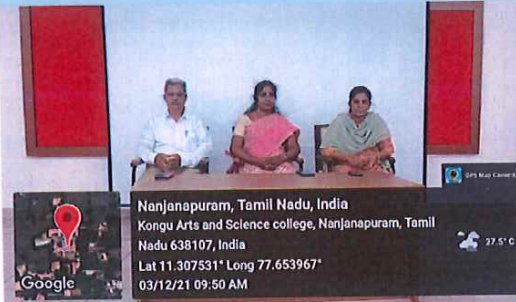 GPS Map Camera
Nanjanapuram, Tamil Nadu, India
Kongu Arts and Science college, Nanjanapuram, Tamil
Nadu 638107, India
Lat 11.307531° Long 77.653967°
03/12/21 09:50 AM
27.5° C
Google